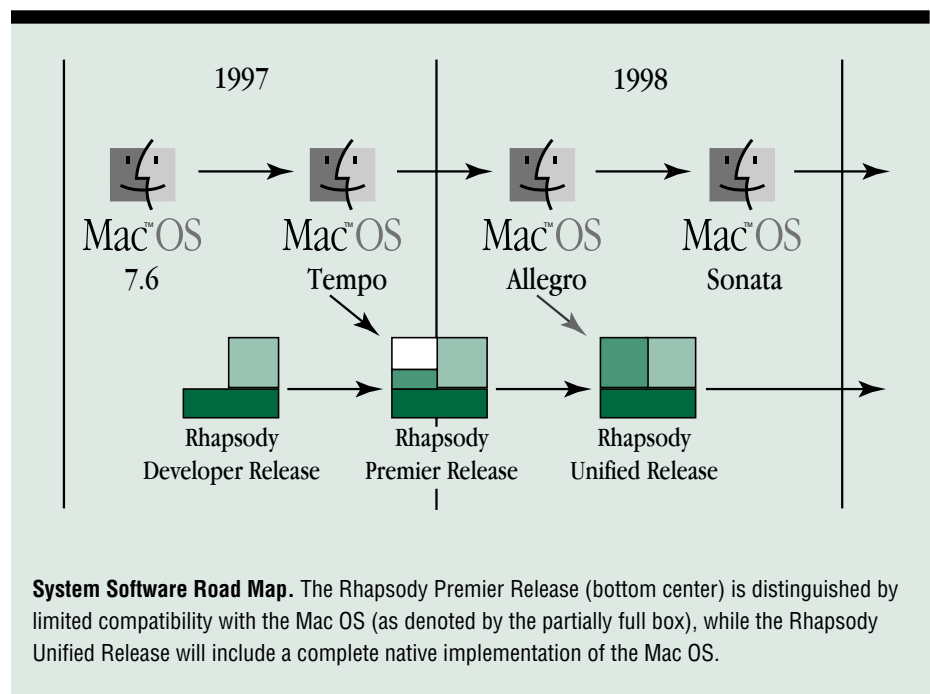 1997
1998
Mac™OS
7.6
Mac™OS
Tempo
Mac™OS
Allegro
Mac™OS
Sonata
Rhapsody
Developer Release
Rhapsody
Premier Release
Rhapsody
Unified Release
System Software Road Map. The Rhapsody Premier Release (bottom center) is distinguished by
limited compatibility with the Mac OS (as denoted by the partially full box), while the Rhapsody
Unified Release will include a complete native implementation of the Mac OS.